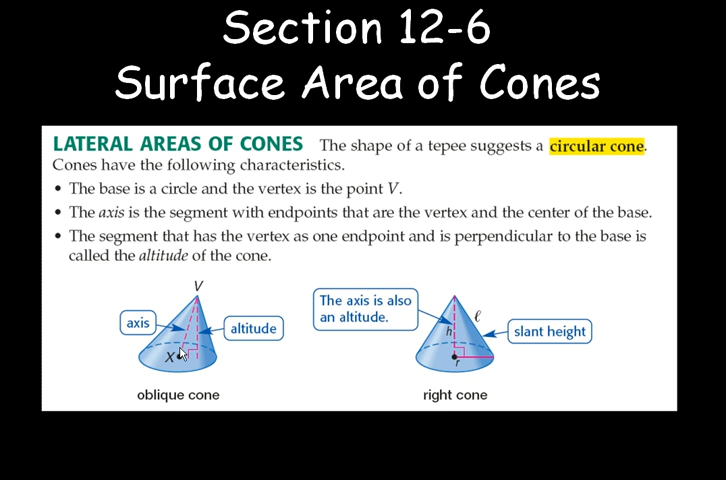 Section 12-6
Surface Area of Cones
LATERAL AREAS OF CONES The shape of a tepee suggests a circular cone.
Cones have the following characteristics.
• The base is a circle and the vertex is the point V.
• The axis is the segment with endpoints that are the vertex and the center of the base.
• The segment that has the vertex as one endpoint and is perpendicular to the base is
called the altitude of the cone.
V
axis
altitude
X
oblique cone
The axis is also
an altitude.
ℓ
h
slant height
r
right cone